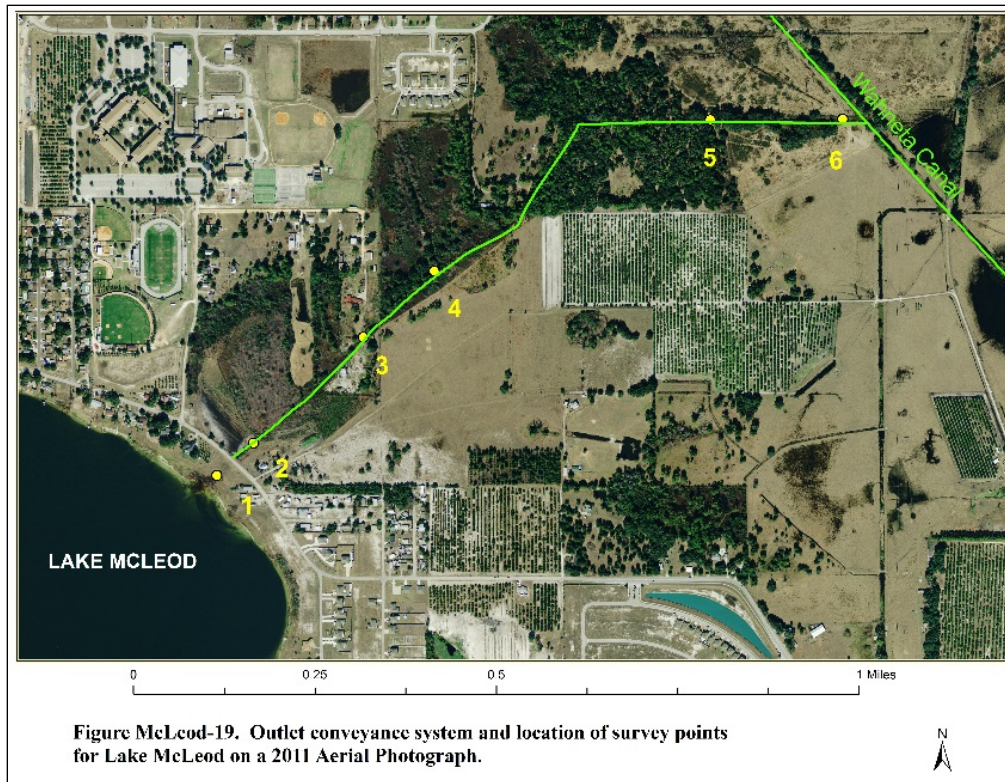 Wahneta Canal
5
6
4
3
2
1
LAKE MCLEOD
0 0.25 0.5 1 Miles
Figure McLeod-19. Outlet conveyance system and location of survey points
for Lake McLeod on a 2011 Aerial Photograph.
N